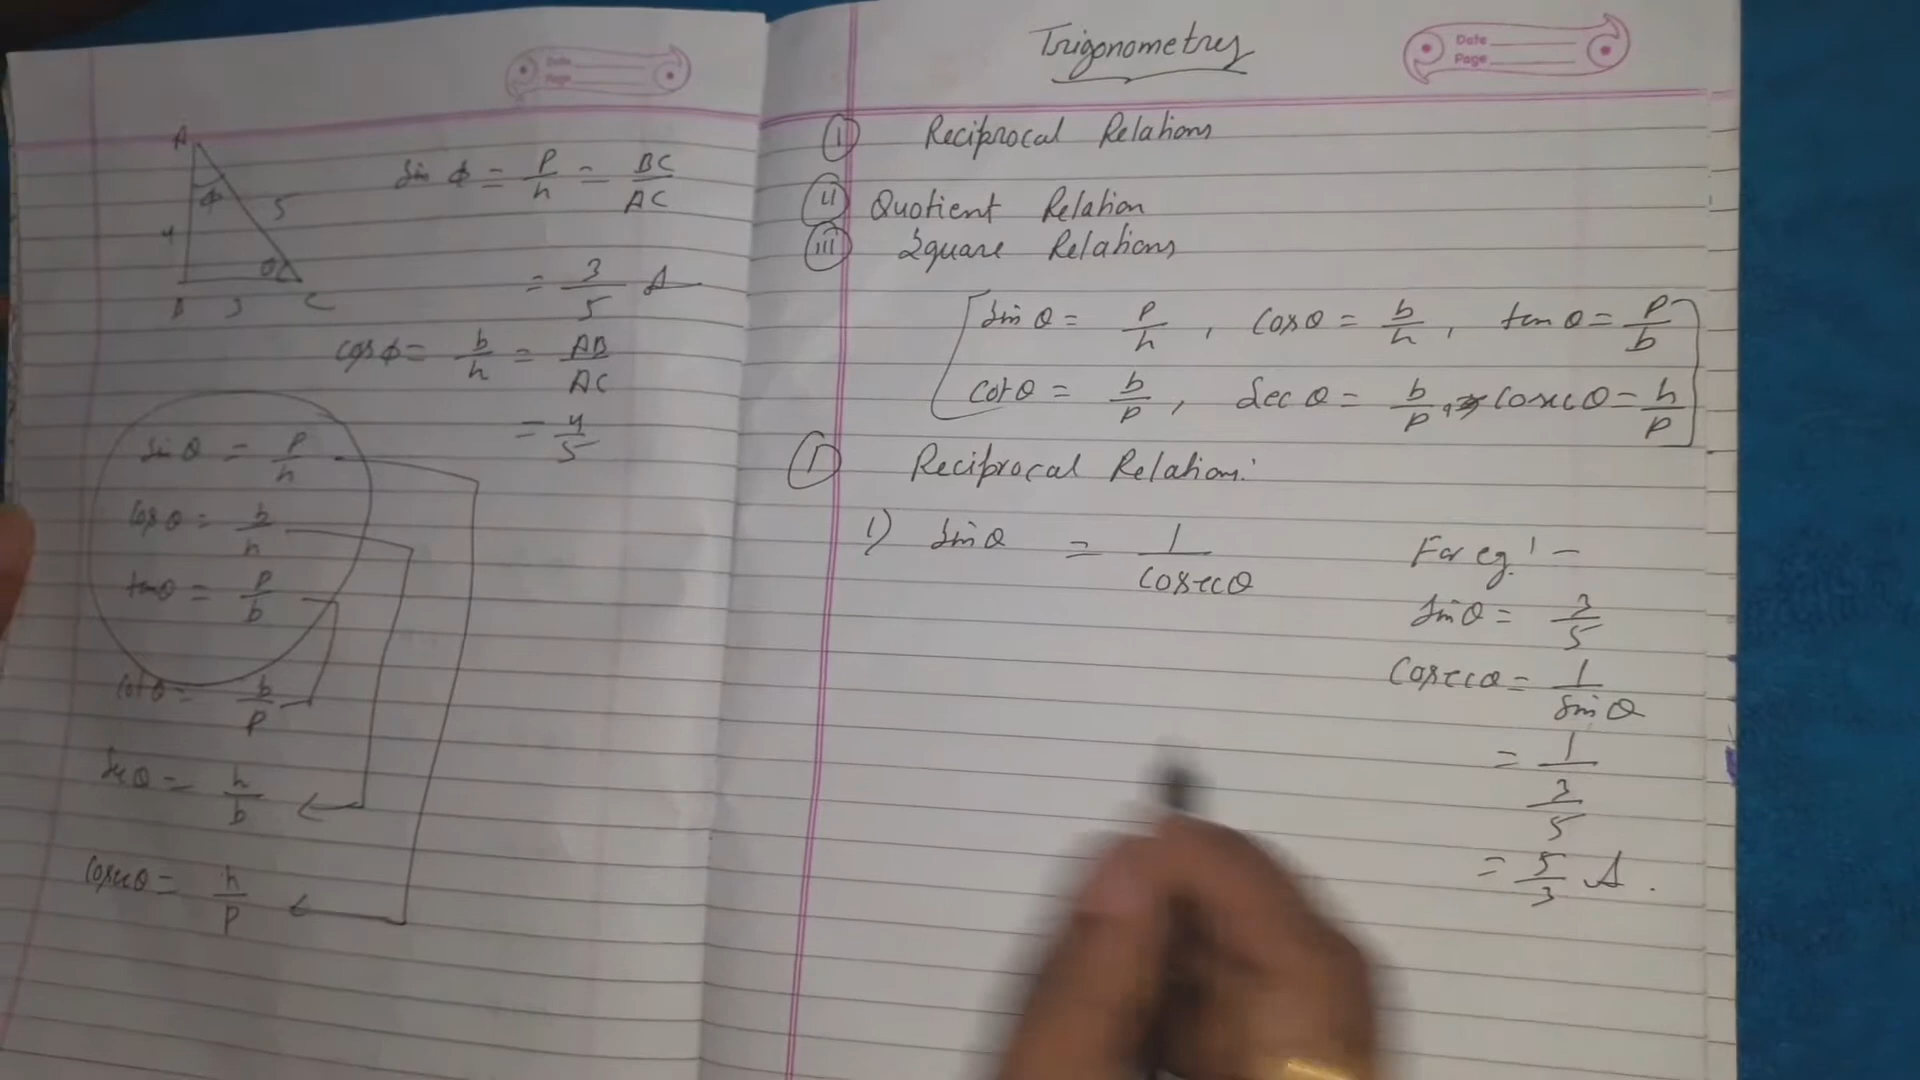 Date
Page
A
ϕ
4
5
θ
B 3 C
sin ϕ = p/h = BC/AC
= 3/5 A
cos ϕ = b/h = AB/AC
= 4/5
sin θ = p/h
cos θ = b/h
tan θ = p/b
cot θ = b/p
sec θ = h/b
cosec θ = h/p
Trigonometry
Date
Page
(i) Reciprocal Relations
(ii) Quotient Relation
(iii) Square Relations
sin θ = p/h, cos θ = b/h, tan θ = p/b
cot θ = b/p, sec θ = b/p, cosec θ = h/p
(I) Reciprocal Relation:
1) sin θ = 1/cosec θ
For eg! –
sin θ = 3/5
cosec θ = 1/sin θ
= 1/(3/5)
= 5/3 A.